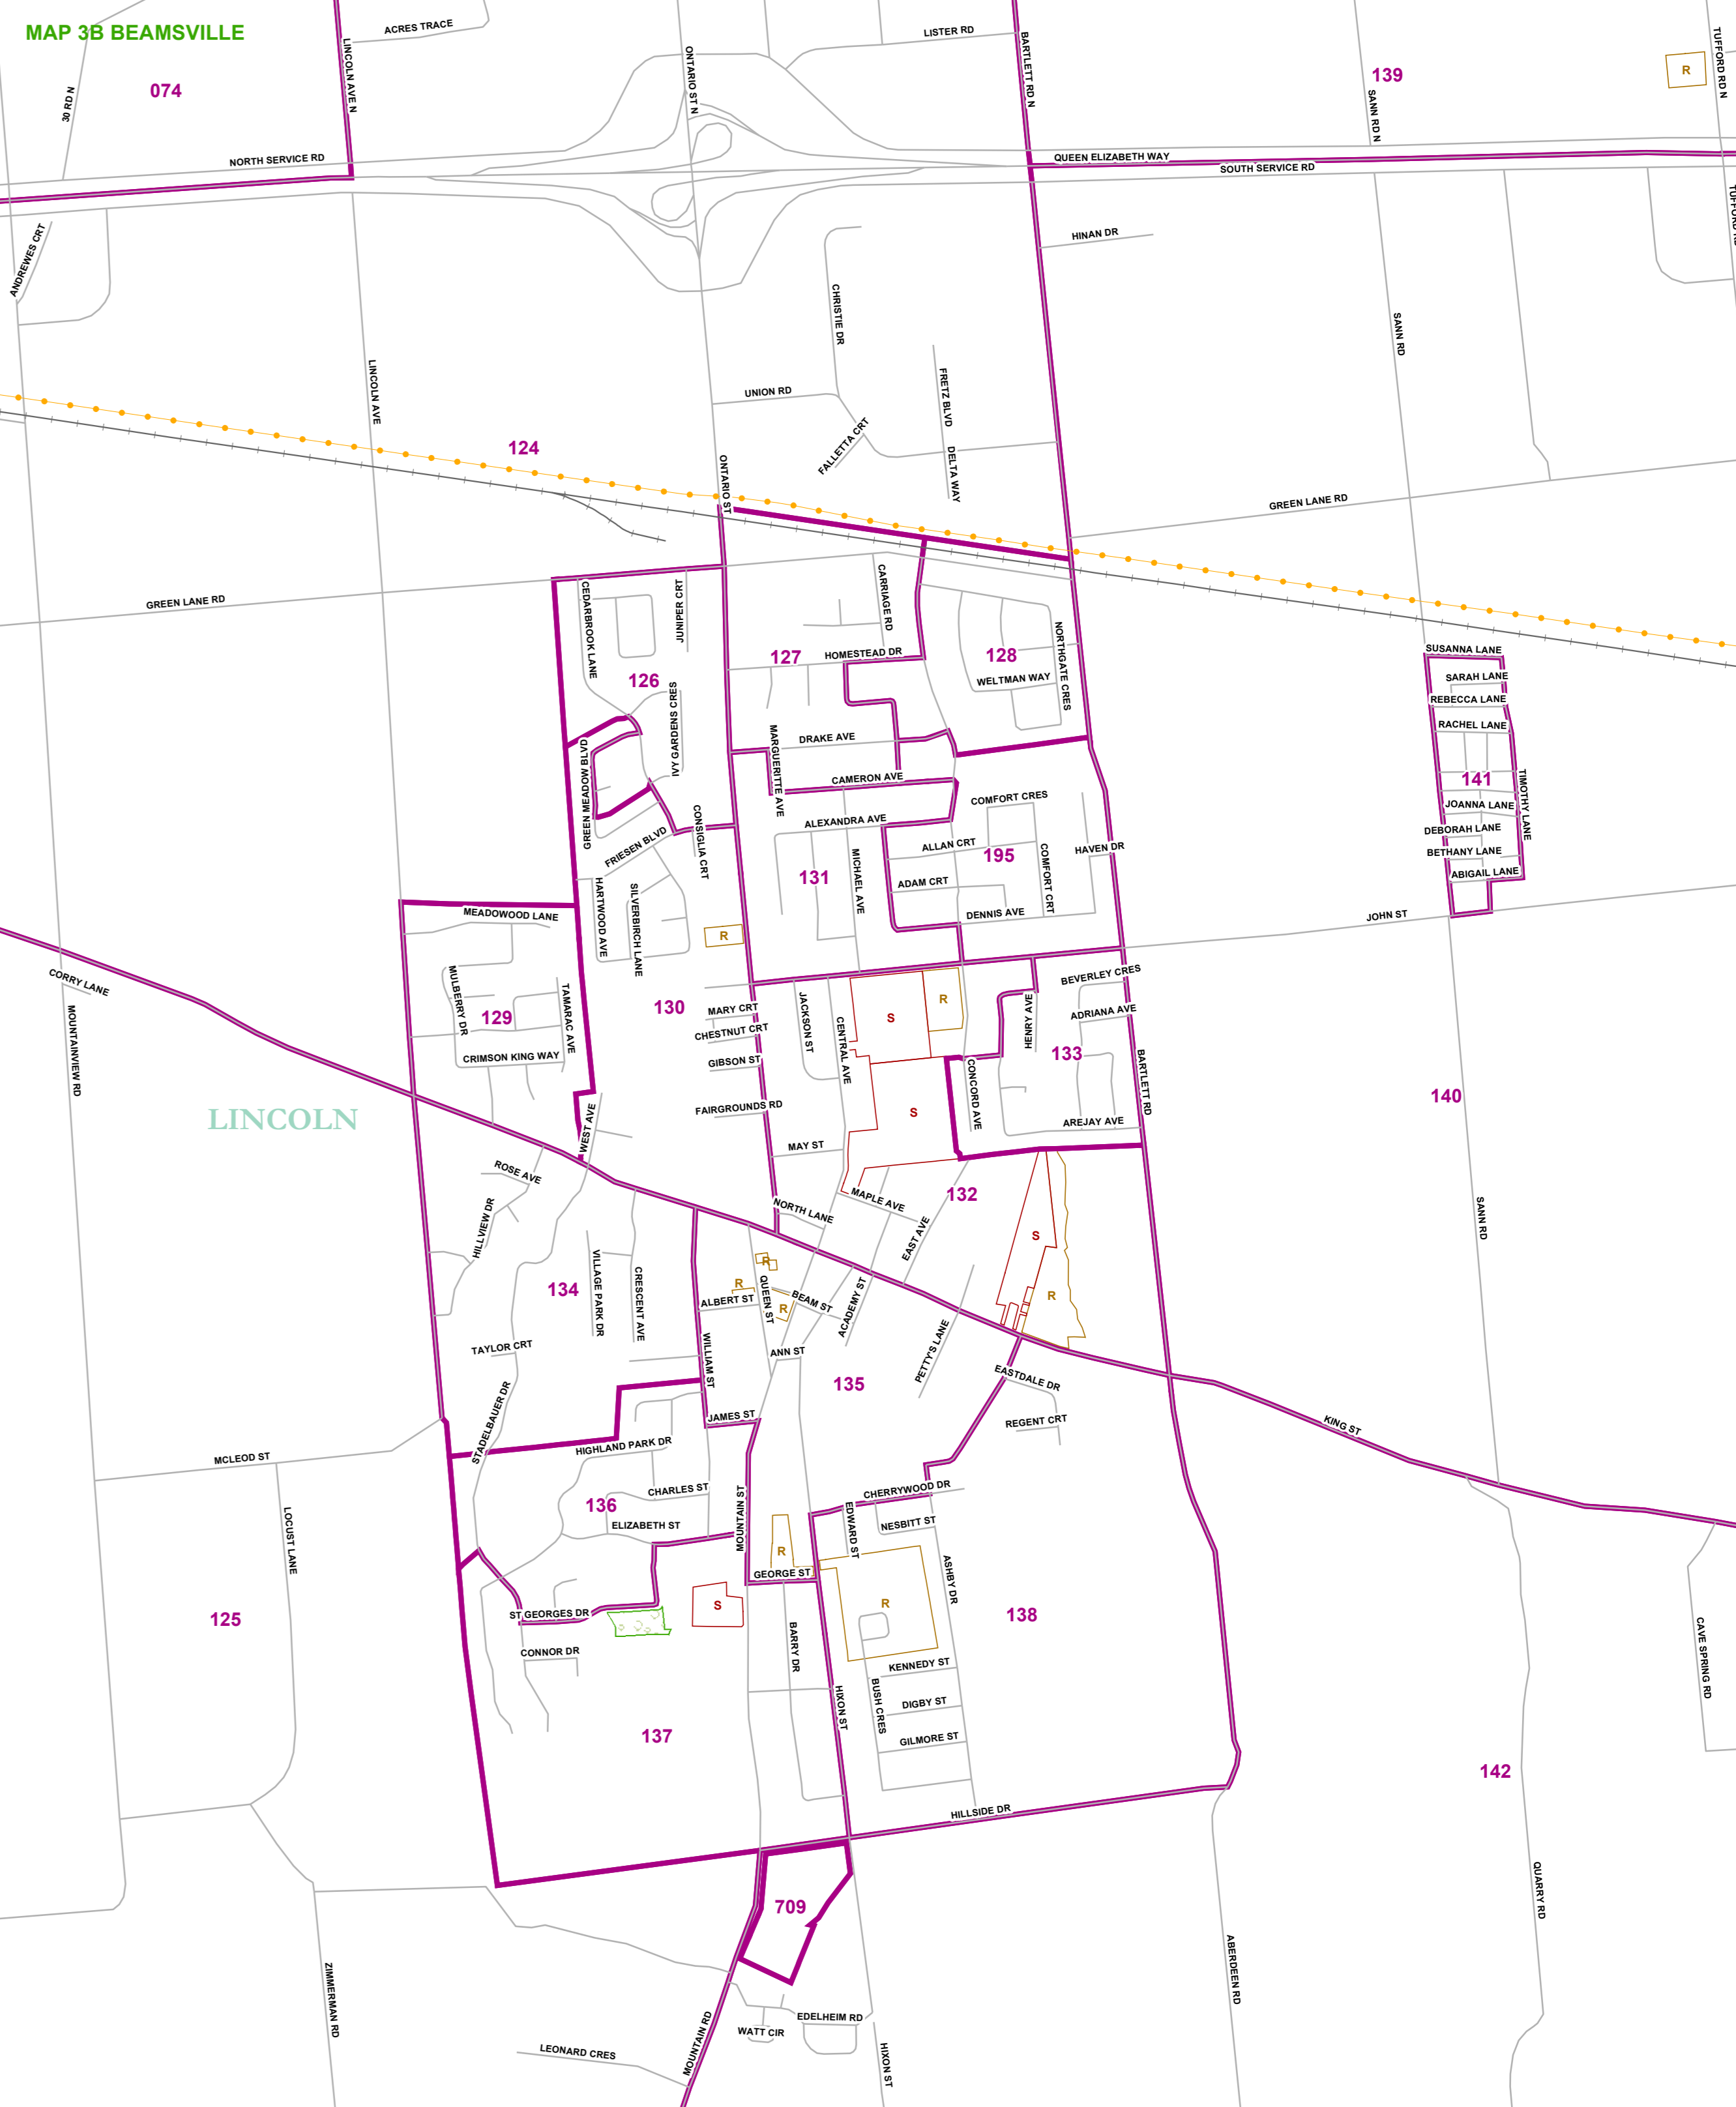 MAP 3B BEAMSVILLE
ACRES TRACE
LISTER RD
30 RD N
LINCOLN AVE N
ONTARIO ST N
BARTLETT RD N
SANN RD N
TUFFORD RD N
R
074
139
NORTH SERVICE RD
QUEEN ELIZABETH WAY
SOUTH SERVICE RD
TUFFORD RD
ANDREWES CRT
HINAN DR
CHRISTIE DR
SANN RD
LINCOLN AVE
UNION RD
FRETZ BLVD
FALLETTA CRT
DELTA WAY
124
ONTARIO ST
GREEN LANE RD
GREEN LANE RD
CEDARBROOK LANE
JUNIPER CRT
CARRIAGE RD
NORTHGATE CRES
127
HOMESTEAD DR
128
WELTMAN WAY
126
IVY GARDENS CRES
SUSANNA LANE
SARAH LANE
REBECCA LANE
RACHEL LANE
141
TIMOTHY LANE
JOANNA LANE
DEBORAH LANE
BETHANY LANE
ABIGAIL LANE
GREEN MEADOW BLVD
MARGUERITTE AVE
DRAKE AVE
CAMERON AVE
COMFORT CRES
CONSIGLIA CRT
ALEXANDRA AVE
FRIESEN BLVD
ALLAN CRT
195
COMFORT CRT
HAVEN DR
131
MICHAEL AVE
ADAM CRT
HARTWOOD AVE
SILVERBIRCH LANE
DENNIS AVE
JOHN ST
MEADOWOOD LANE
R
CORRY LANE
MOUNTAINVIEW RD
MULBERRY DR
129
TAMARAC AVE
CRIMSON KING WAY
130
MARY CRT
CHESTNUT CRT
GIBSON ST
FAIRGROUNDS RD
JACKSON ST
CENTRAL AVE
S
R
HENRY AVE
BEVERLEY CRES
ADRIANA AVE
133
BARTLETT RD
CONCORD AVE
AREJAY AVE
S
140
LINCOLN
WEST AVE
MAY ST
ROSE AVE
MAPLE AVE
132
NORTH LANE
HILLVIEW DR
EAST AVE
SANN RD
S
R
VILLAGE PARK DR
CRESCENT AVE
134
R
R
R
QUEEN ST
ALBERT ST
BEAM ST
ACADEMY ST
PETTY'S LANE
TAYLOR CRT
WILLIAM ST
ANN ST
135
EASTDALE DR
REGENT CRT
KING ST
STADELBAUER DR
JAMES ST
MCLEOD ST
HIGHLAND PARK DR
CHARLES ST
136
ELIZABETH ST
MOUNTAIN ST
CHERRYWOOD DR
EDWARD ST
NESBITT ST
LOCUST LANE
R
GEORGE ST
ASHBY DR
R
S
ST GEORGES DR
125
138
CONNOR DR
BARRY DR
KENNEDY ST
DIGBY ST
GILMORE ST
BUSH CRES
HIXON ST
137
CAVE SPRING RD
142
HILLSIDE DR
709
QUARRY RD
ZIMMERMAN RD
ABERDEEN RD
EDELHEIM RD
WATT CIR
MOUNTAIN RD
LEONARD CRES
HIXON ST